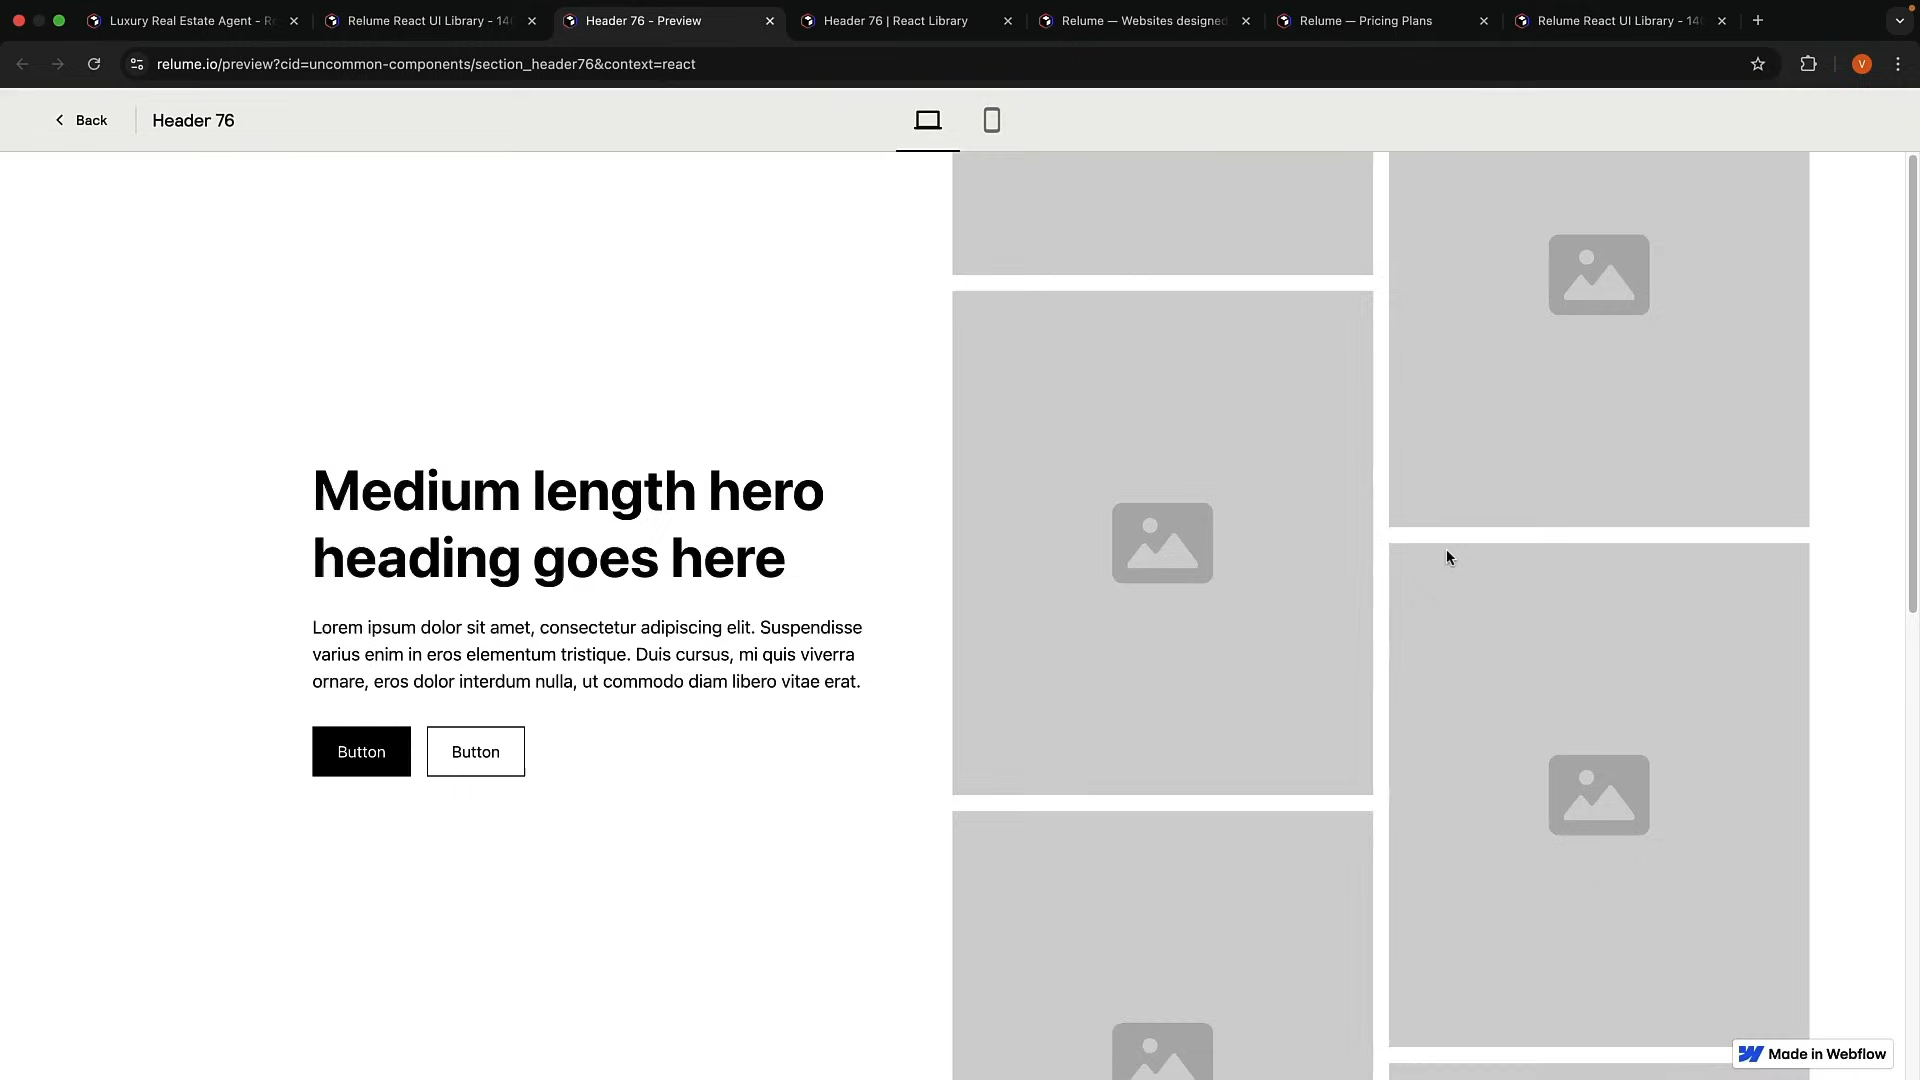 Luxury Real Estate Agent - R
Relume React UI Library - 14
Header 76 - Preview
Header 76 | React Library
Relume — Websites designed
Relume — Pricing Plans
Relume React UI Library - 140
relume.io/preview?cid=uncommon-components/section_header76&context=react
V
Back
Header 76
Medium length hero
heading goes here
Lorem ipsum dolor sit amet, consectetur adipiscing elit. Suspendisse
varius enim in eros elementum tristique. Duis cursus, mi quis viverra
ornare, eros dolor interdum nulla, ut commodo diam libero vitae erat.
Button
Button
Made in Webflow